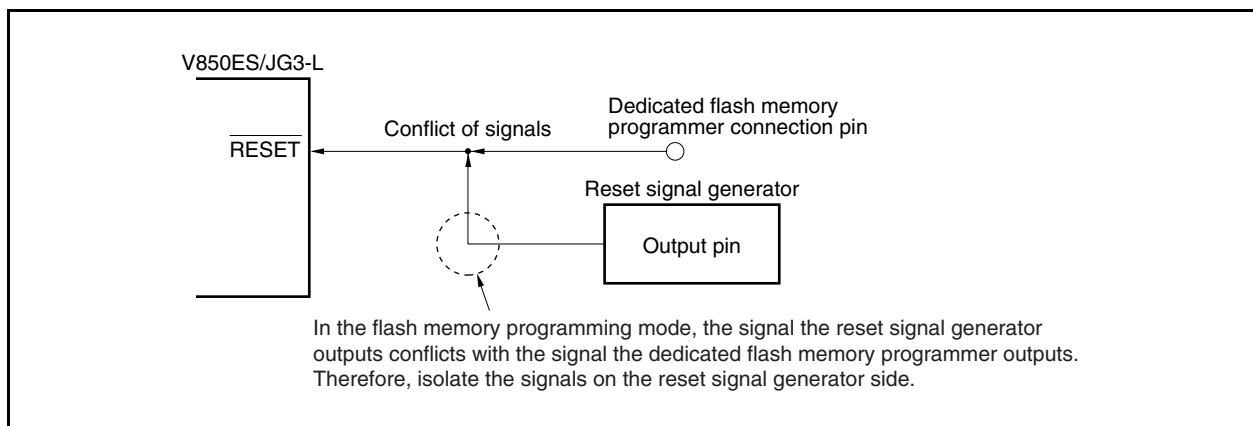 V850ES/JG3-L
Dedicated flash memory
programmer connection pin
Conflict of signals
RESET
Reset signal generator
Output pin
In the flash memory programming mode, the signal the reset signal generator
outputs conflicts with the signal the dedicated flash memory programmer outputs.
Therefore, isolate the signals on the reset signal generator side.